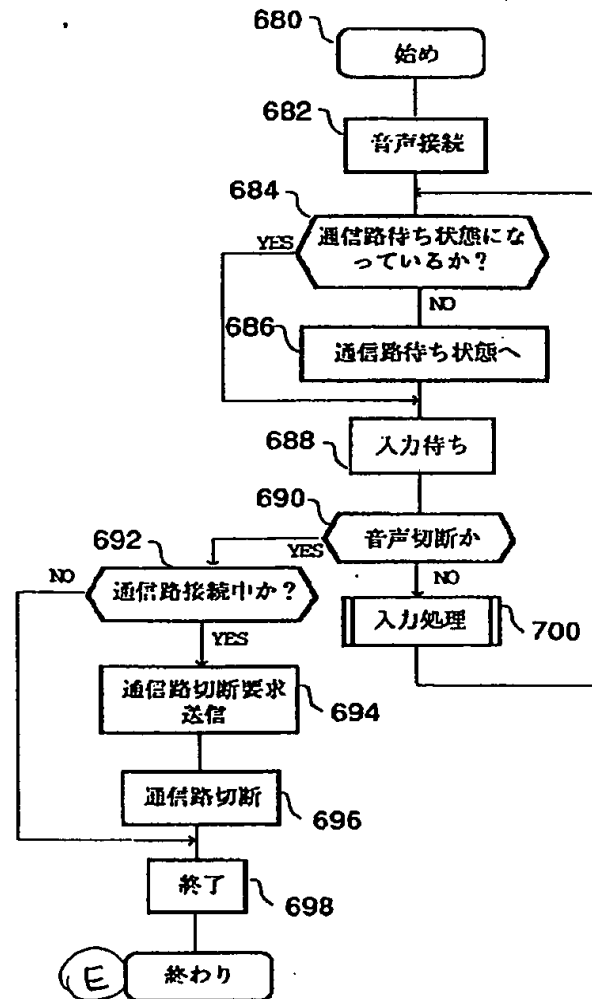 680
始め
682
音声接続
684
通信路待ち状態にな
っているか？
YES
NO
686
通信路待ち状態へ
688
入力待ち
690
音声切断か
YES
NO
692
通信路接続中か？
NO
YES
入力処理
700
通信路切断要求
送信
694
通信路切断
696
終了
698
E
終わり